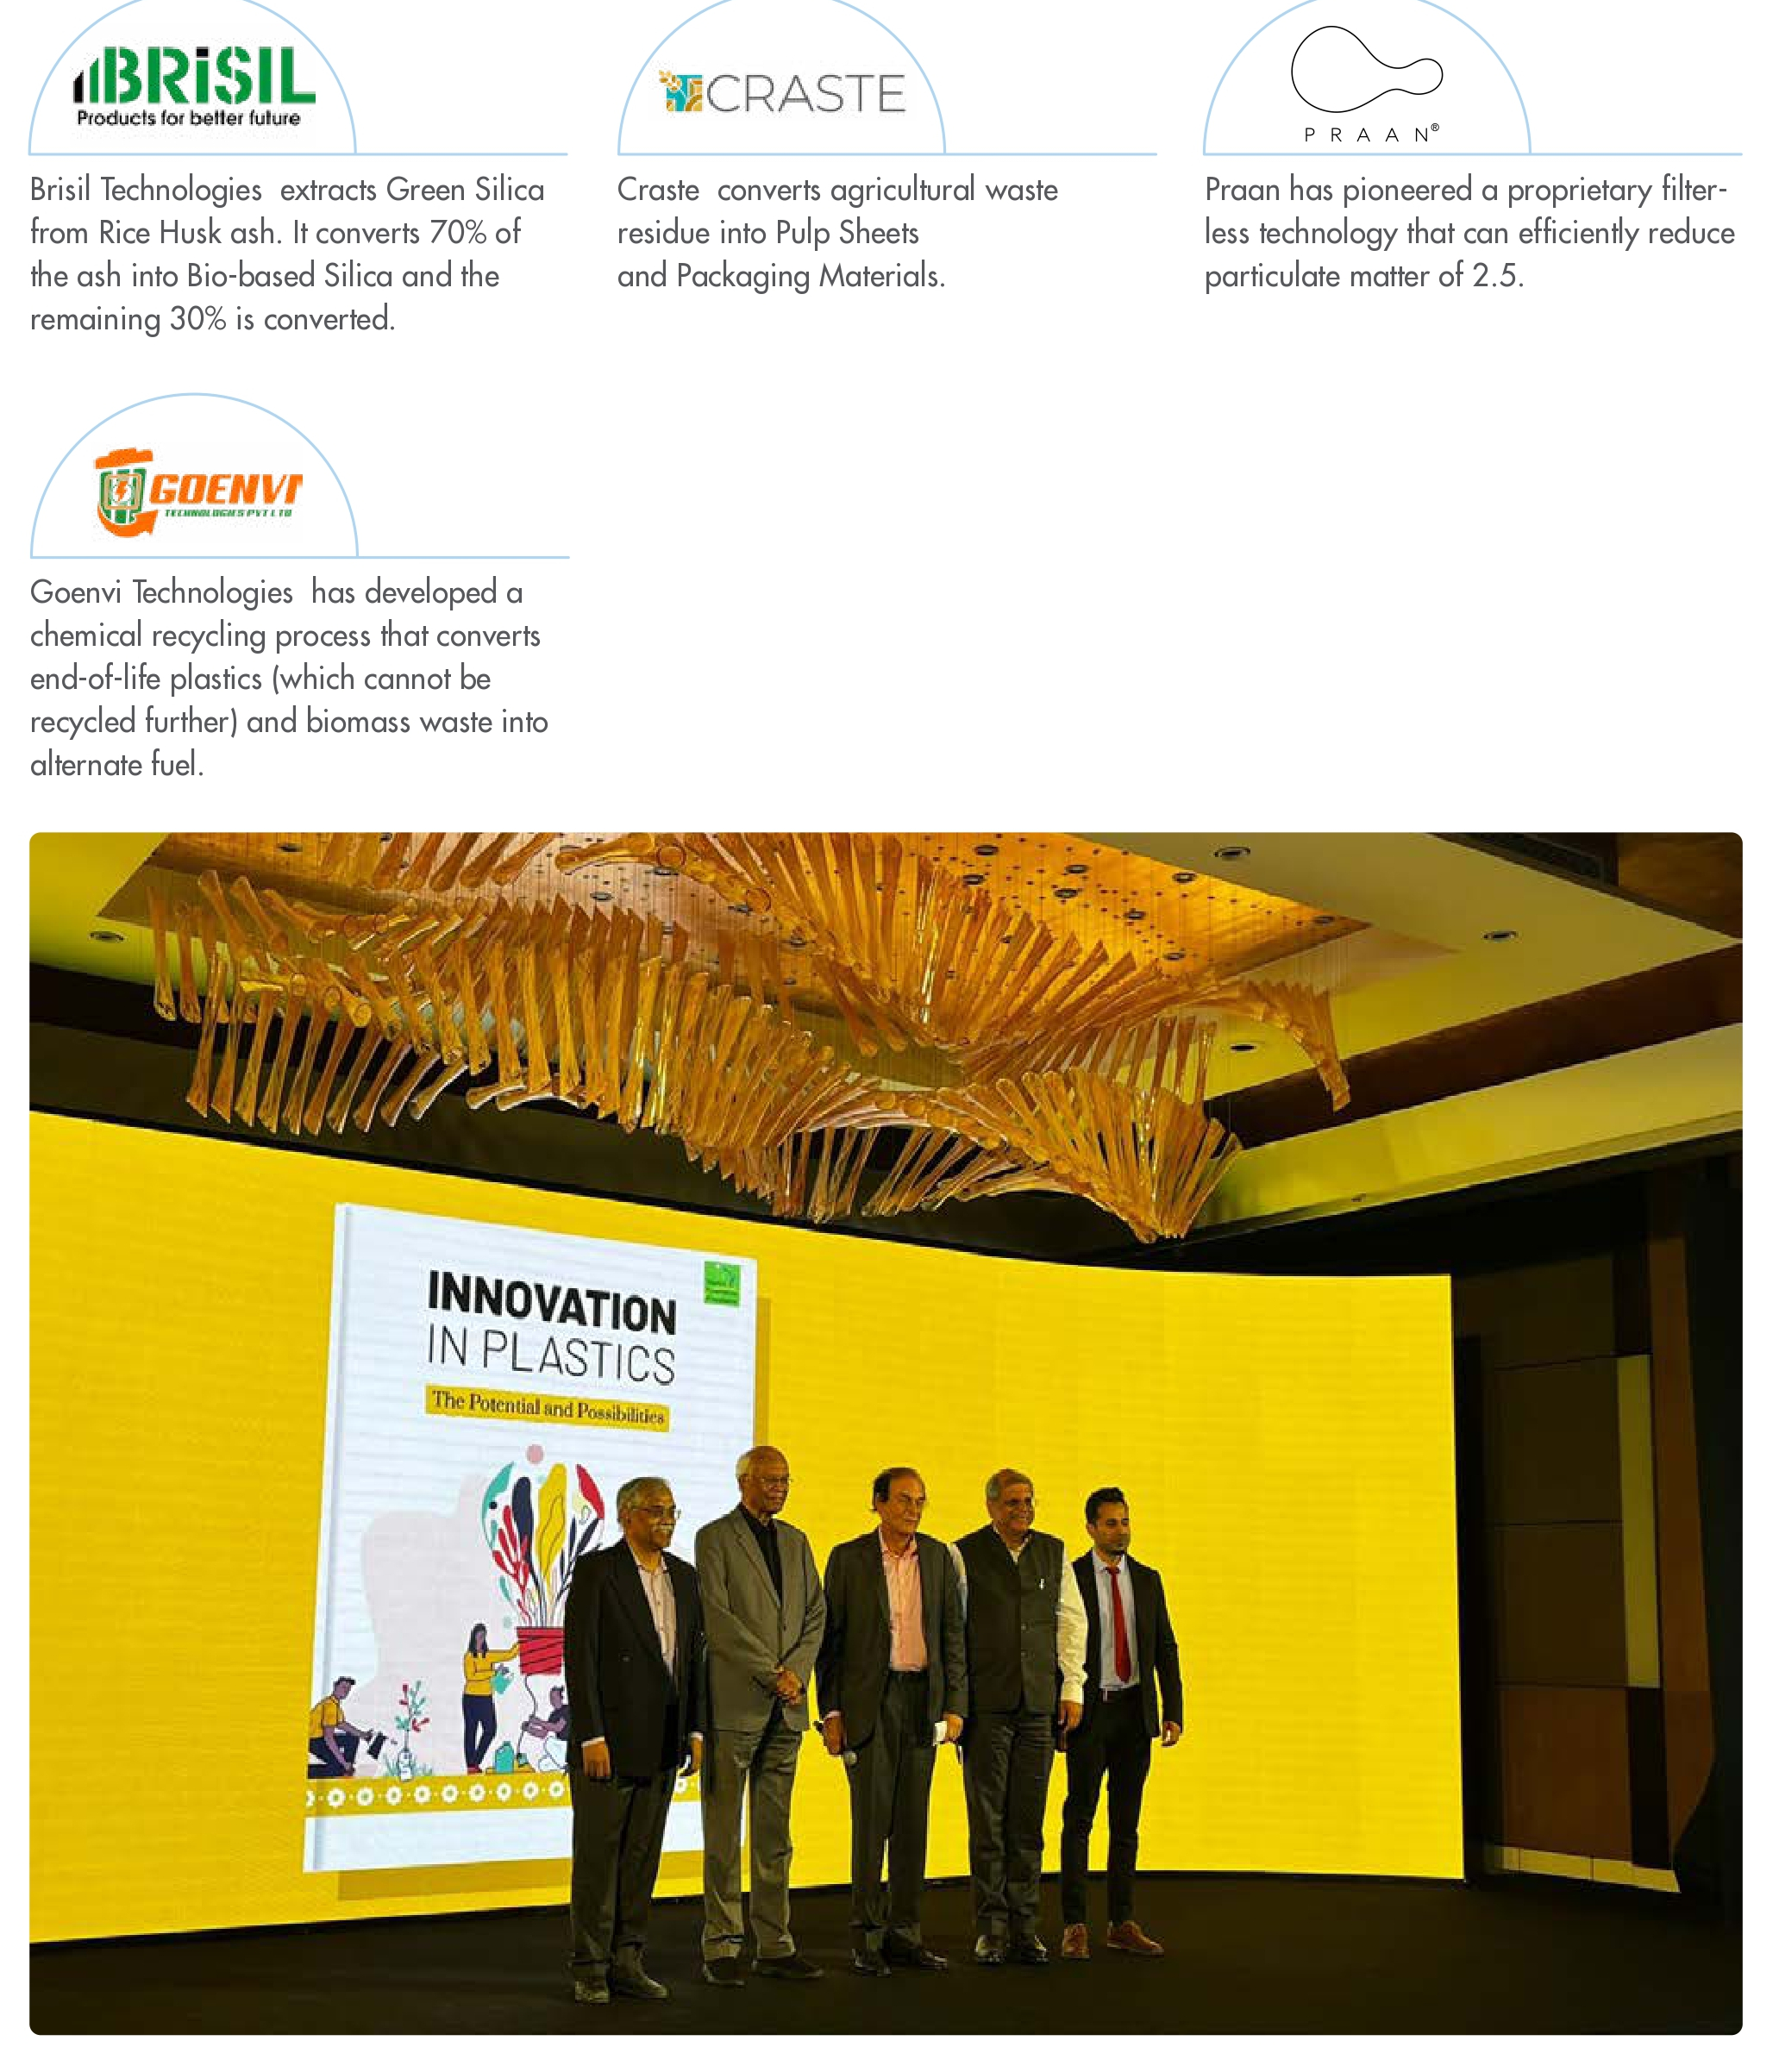 BRiSIL
Products for better future
Brisil Technologies extracts Green Silica
from Rice Husk ash. It converts 70% of
the ash into Bio-based Silica and the
remaining 30% is converted.
CRASTE
Craste converts agricultural waste
residue into Pulp Sheets
and Packaging Materials.
PRAAN®
Praan has pioneered a proprietary filter-
less technology that can efficiently reduce
particulate matter of 2.5.
GOENVI
TECHNOLOGIES PVT LTD
Goenvi Technologies has developed a
chemical recycling process that converts
end-of-life plastics (which cannot be
recycled further) and biomass waste into
alternate fuel.
INNOVATION
IN PLASTICS
The Potential and Possibilities